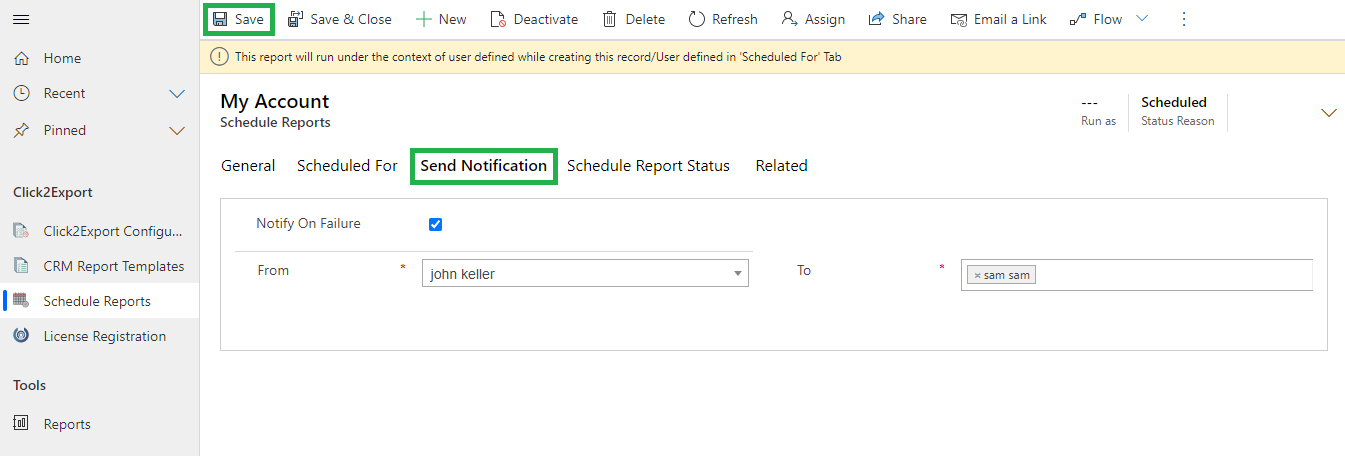 Save
Save & Close
New
Deactivate
Delete
Refresh
Assign
Share
Email a Link
Flow
Home
Recent
Pinned
Click2Export
Click2Export Configu...
CRM Report Templates
Schedule Reports
License Registration
Tools
Reports
This report will run under the context of user defined while creating this record/User defined in 'Scheduled For' Tab
My Account
Schedule Reports
---
Run as
Scheduled
Status Reason
General
Scheduled For
Send Notification
Schedule Report Status
Related
Notify On Failure
From *
john keller
To *
× sam sam